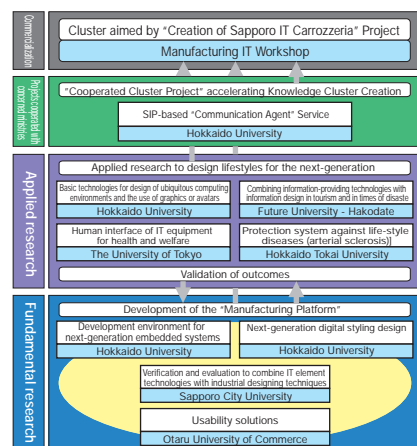 Commercialization
Cluster aimed by "Creation of Sapporo IT Carrozzeria" Project
Manufacturing IT Workshop
Projects cooperated with
concerned ministries
"Cooperated Cluster Project" accelerating Knowledge Cluster Creation
SIP-based "Communication Agent" Service
Hokkaido University
Applied research
Applied research to design lifestyles for the next-generation
Basic technologies for design of ubiquitous computing
environments and the use of graphics or avatars
Hokkaido University
Combining information-providing technologies with
information design in tourism and in times of disaste
Future University - Hakodate
Human interface of IT equipment
for health and welfare
The University of Tokyo
Protection system against life-style
diseases (arterial sclerosis)]
Hokkaido Tokai University
Validation of outcomes
Fundamental research
Development of the "Manufacturing Platform"
Development environment for
next-generation embedded systems
Hokkaido University
Next-generation digital styling design
Hokkaido University
Verification and evaluation to combine IT element
technologies with industrial designing techniques
Sapporo City University
Usability solutions
Otaru University of Commerce